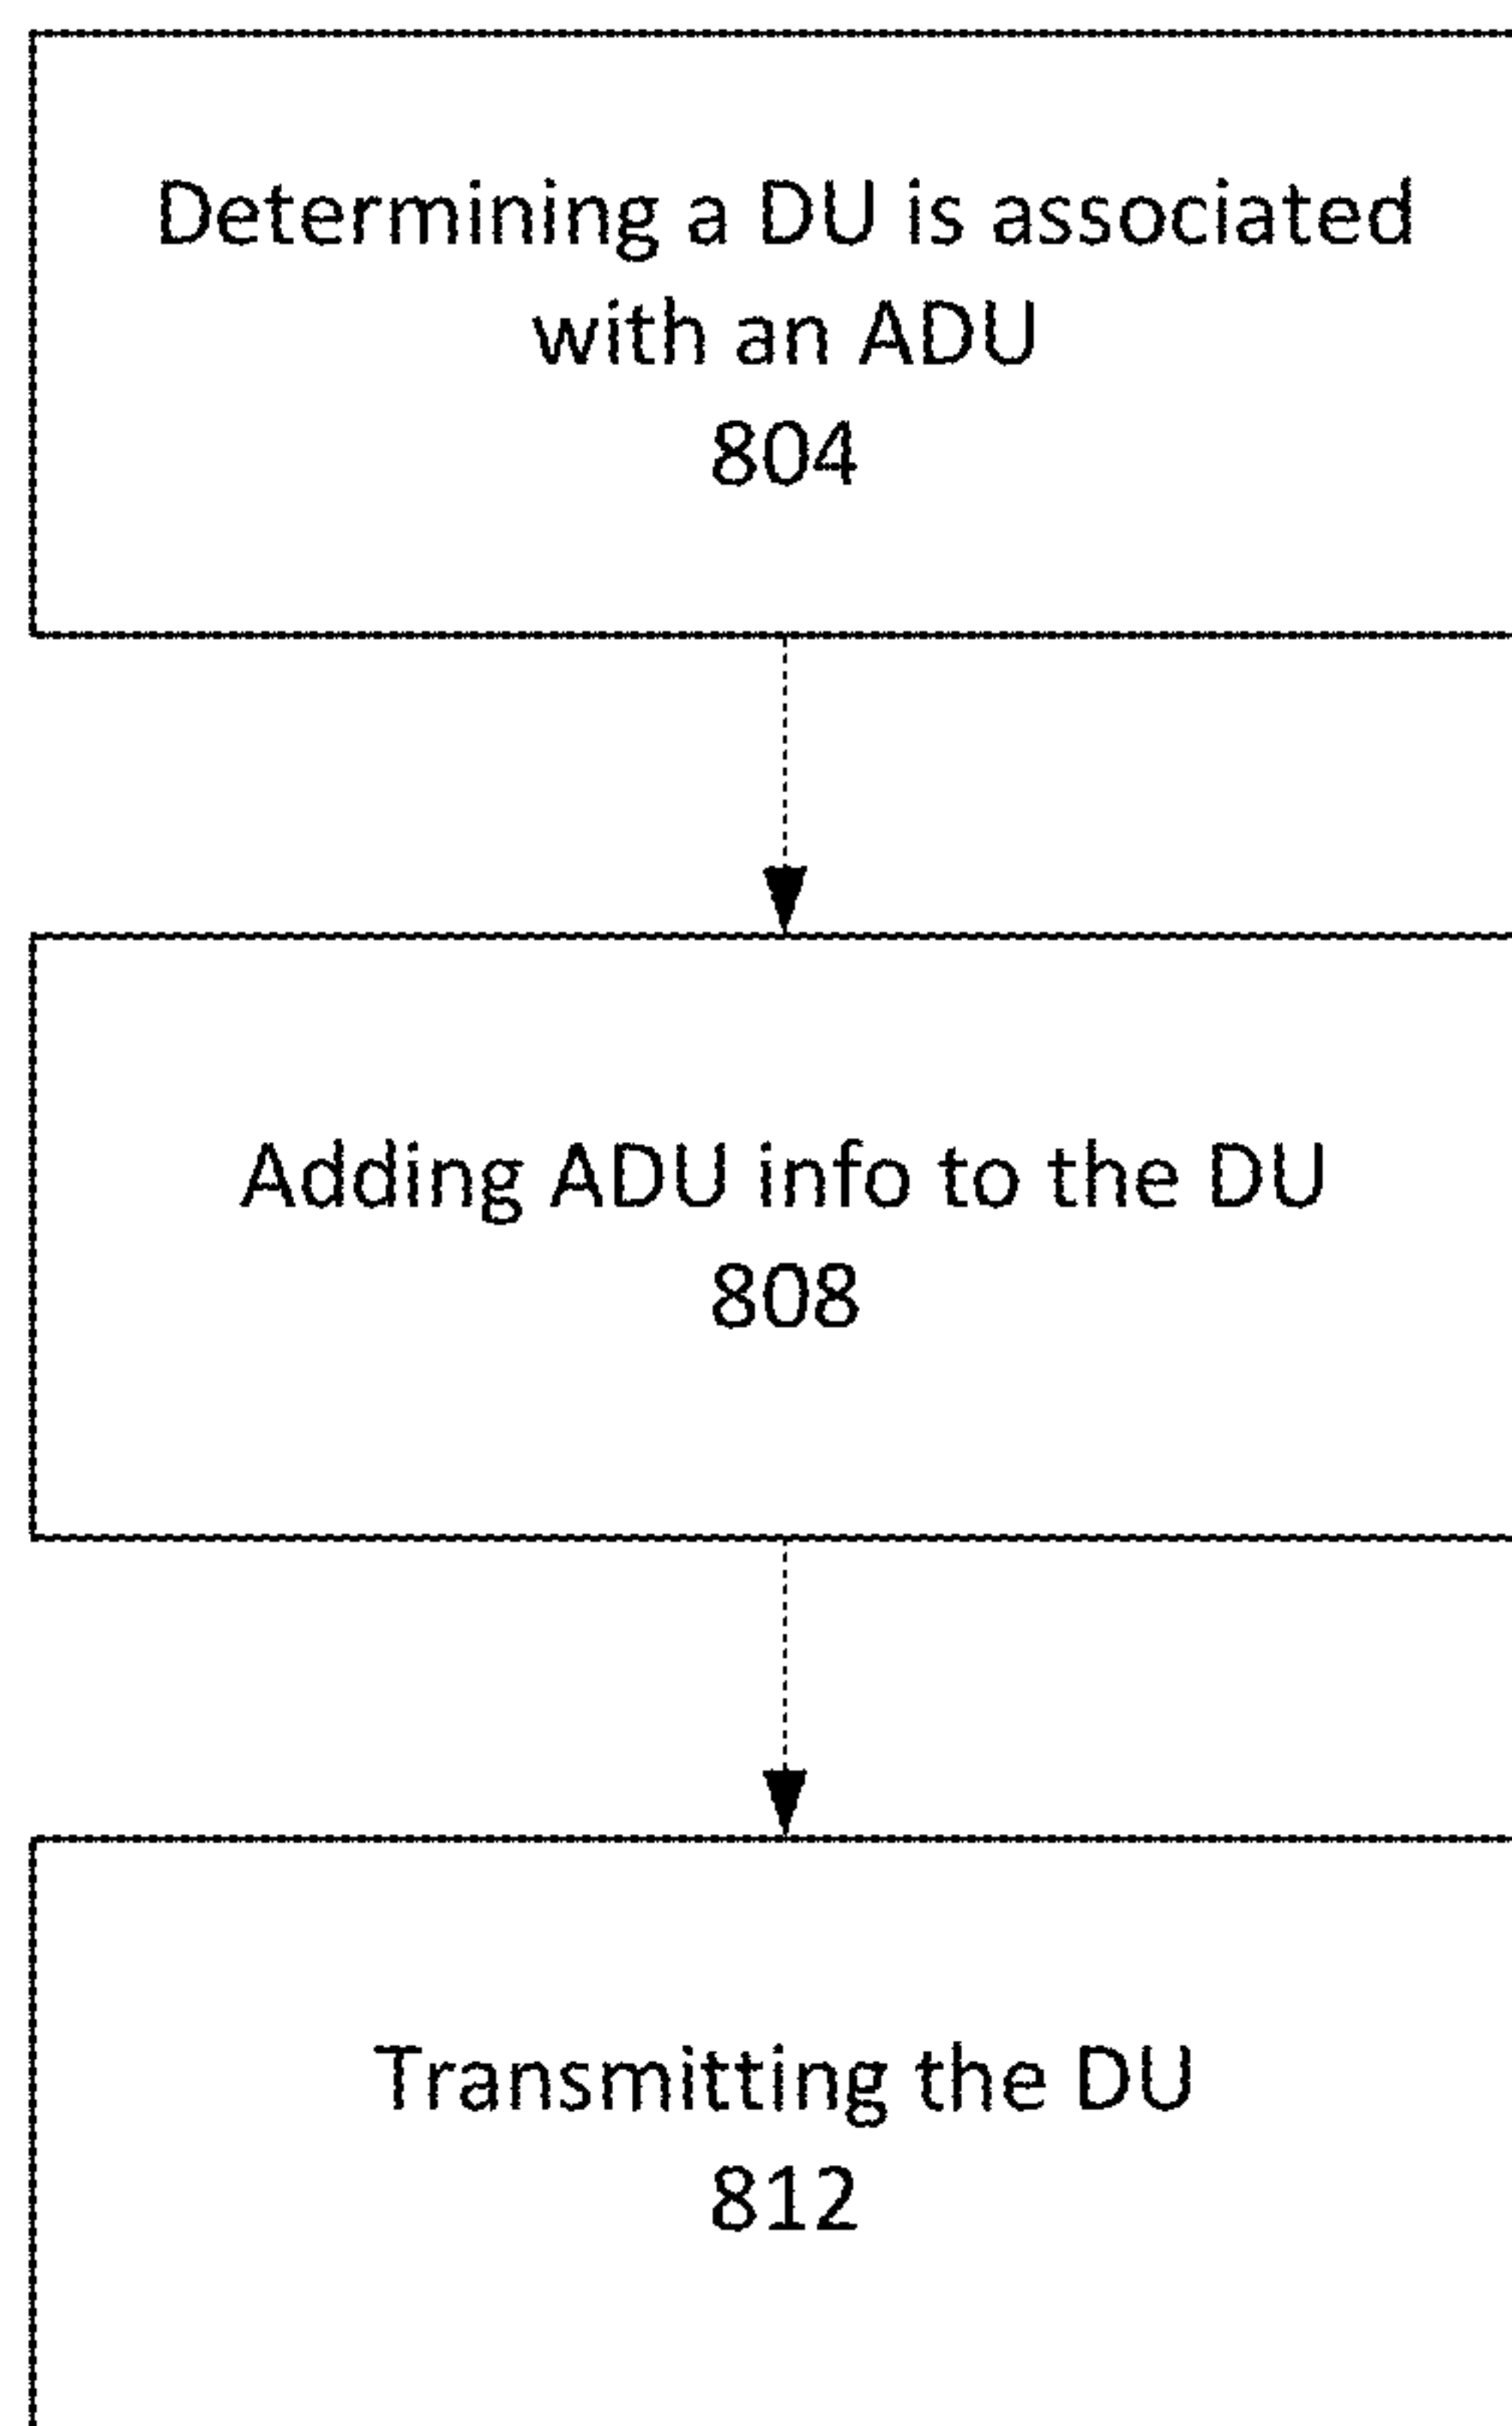 Determining a DU is associated
with an ADU
804
Adding ADU info to the DU
808
Transmitting the DU
812